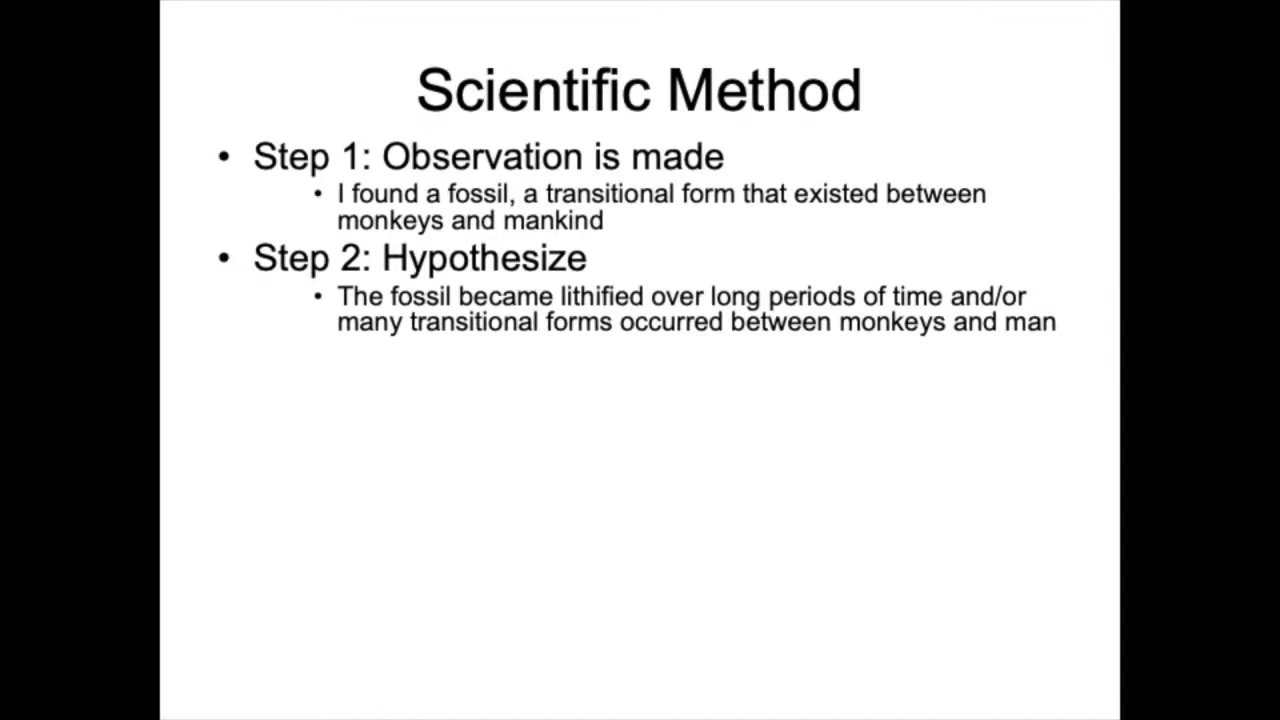 Scientific Method
• Step 1: Observation is made
• I found a fossil, a transitional form that existed between
monkeys and mankind
• Step 2: Hypothesize
• The fossil became lithified over long periods of time and/or
many transitional forms occurred between monkeys and man